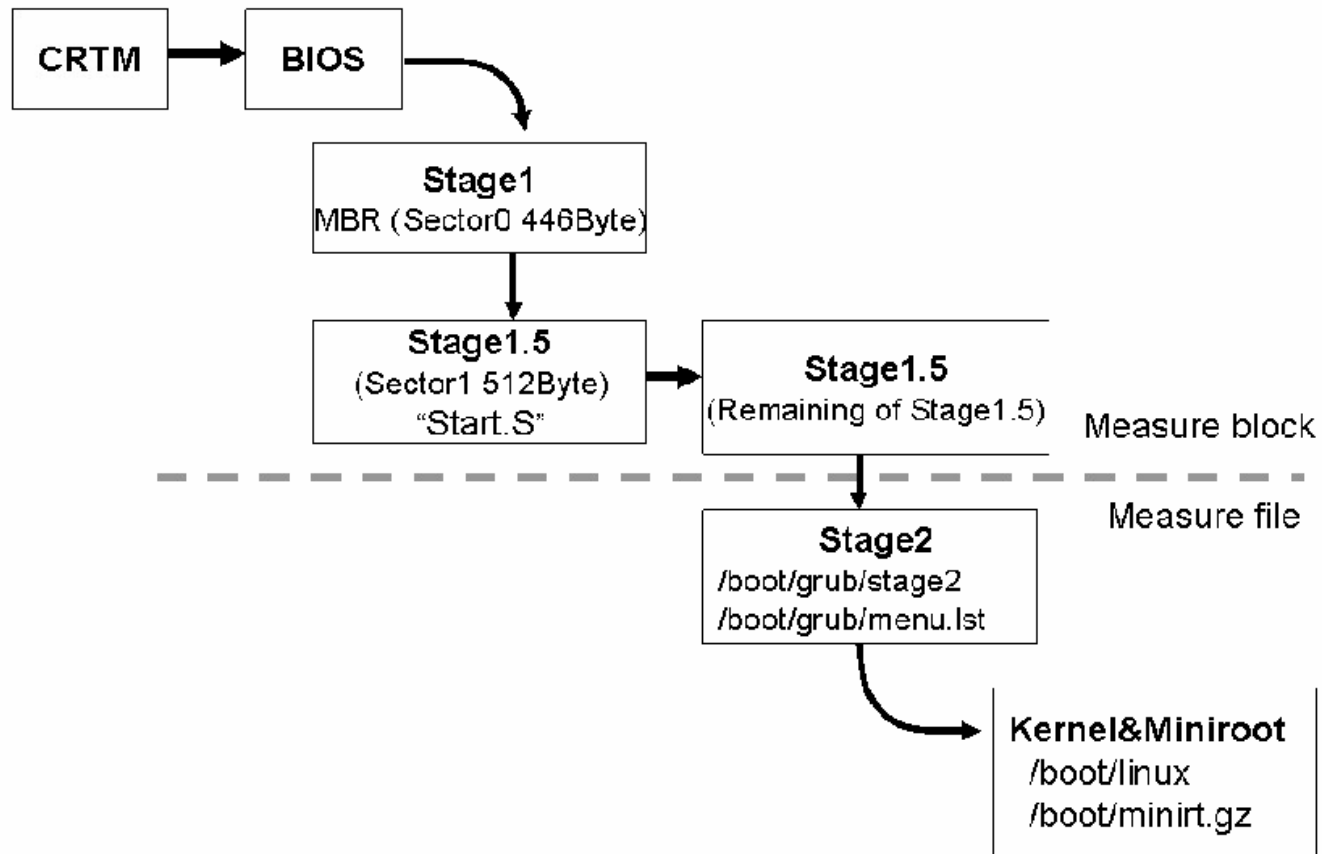 CRTM
BIOS
Stage1
MBR (Sector0 446Byte)
Stage1.5
(Sector1 512Byte)
“Start.S”
Stage1.5
(Remaining of Stage1.5)
Measure block
Measure file
Stage2
/boot/grub/stage2
/boot/grub/menu.lst
Kernel&Miniroot
/boot/linux
/boot/minirt.gz